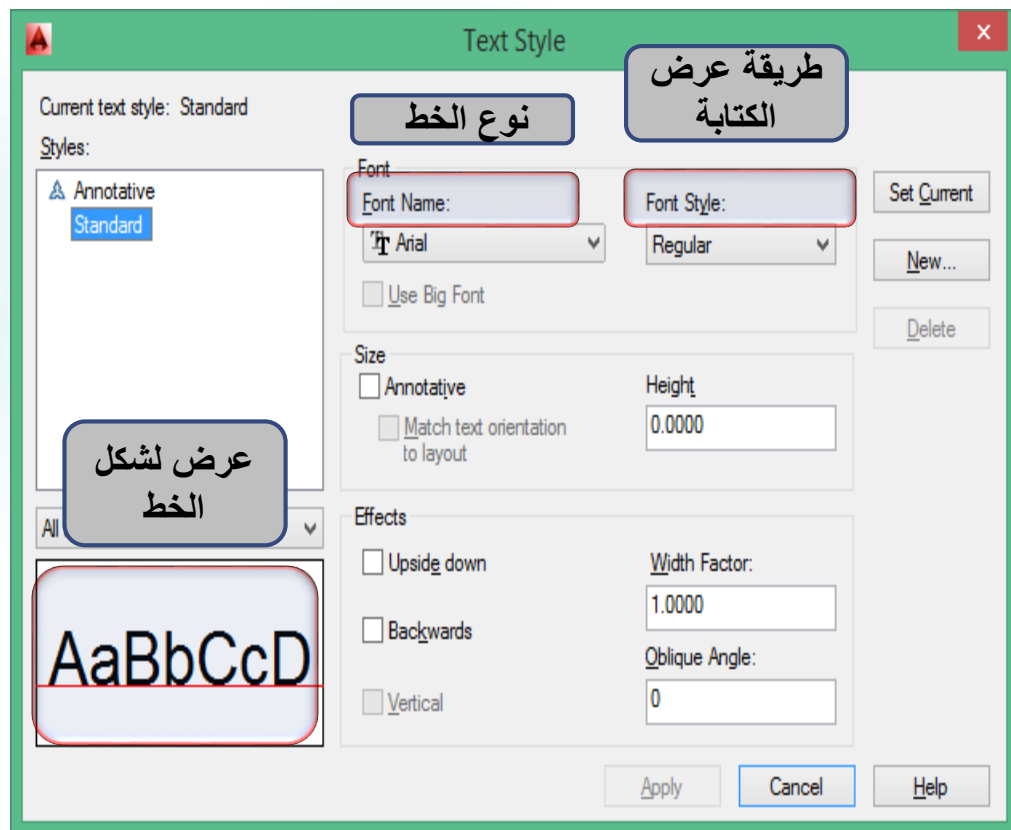 Text Style
طريقة عرض
الكتابة
نوع الخط
Current text style: Standard
Styles:
Annotative
Standard
Font
Font Name:
Font Style:
Arial
Regular
Use Big Font
Set Current
New...
Delete
Size
Annotative
Height
Match text orientation
to layout
0.0000
عرض لشكل
الخط
All
Effects
Upside down
Width Factor:
1.0000
Backwards
Oblique Angle:
Vertical
0
AaBbCcD
Apply
Cancel
Help